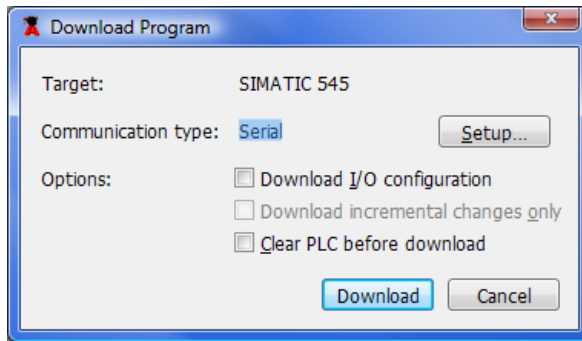 Download Program
Target: SIMATIC 545
Communication type: Serial Setup...
Options: Download I/O configuration
Download incremental changes only
Clear PLC before download
Download Cancel